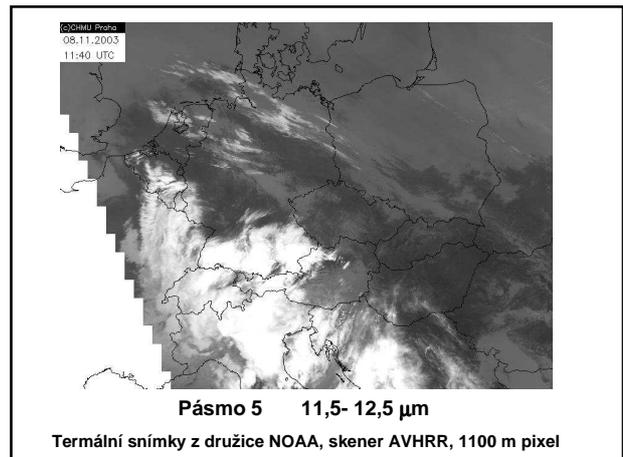 (c)CHMU Praha
08.11.2003
11:40 UTC
Pásmo 5 11,5- 12,5 µm
Termální snímky z družice NOAA, skener AVHRR, 1100 m pixel